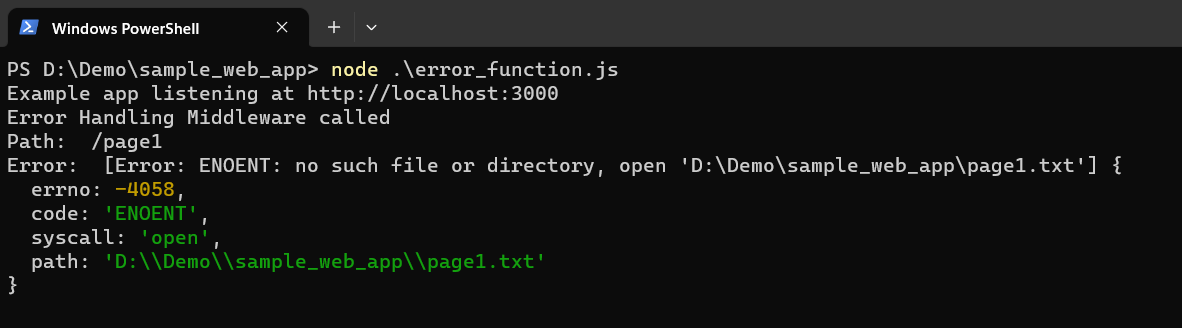 Windows PowerShell
PS D:\Demo\sample_web_app> node .\error_function.js
Example app listening at http://localhost:3000
Error Handling Middleware called
Path:  /page1
Error:  [Error: ENOENT: no such file or directory, open 'D:\Demo\sample_web_app\page1.txt'] {
  errno: -4058,
  code: 'ENOENT',
  syscall: 'open',
  path: 'D:\\Demo\\sample_web_app\\page1.txt'
}